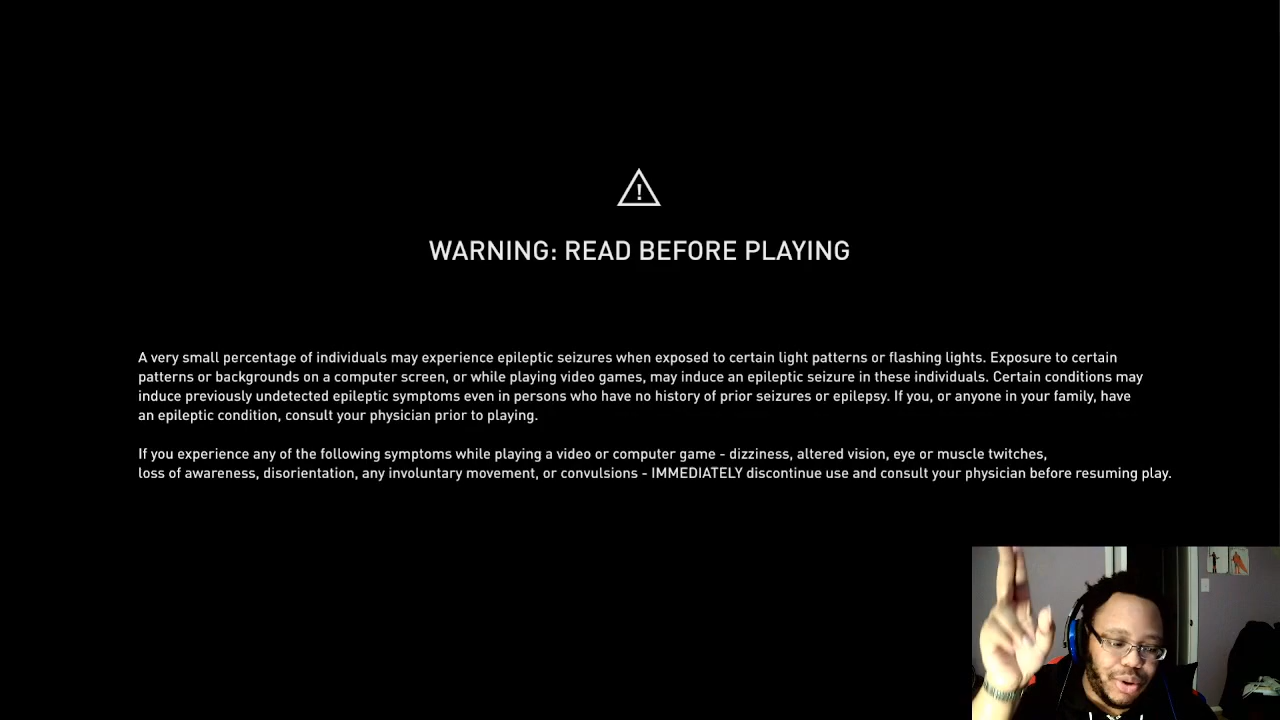 WARNING: READ BEFORE PLAYING
A very small percentage of individuals may experience epileptic seizures when exposed to certain light patterns or flashing lights. Exposure to certain
patterns or backgrounds on a computer screen, or while playing video games, may induce an epileptic seizure in these individuals. Certain conditions may
induce previously undetected epileptic symptoms even in persons who have no history of prior seizures or epilepsy. If you, or anyone in your family, have
an epileptic condition, consult your physician prior to playing.
If you experience any of the following symptoms while playing a video or computer game - dizziness, altered vision, eye or muscle twitches,
loss of awareness, disorientation, any involuntary movement, or convulsions - IMMEDIATELY discontinue use and consult your physician before resuming play.